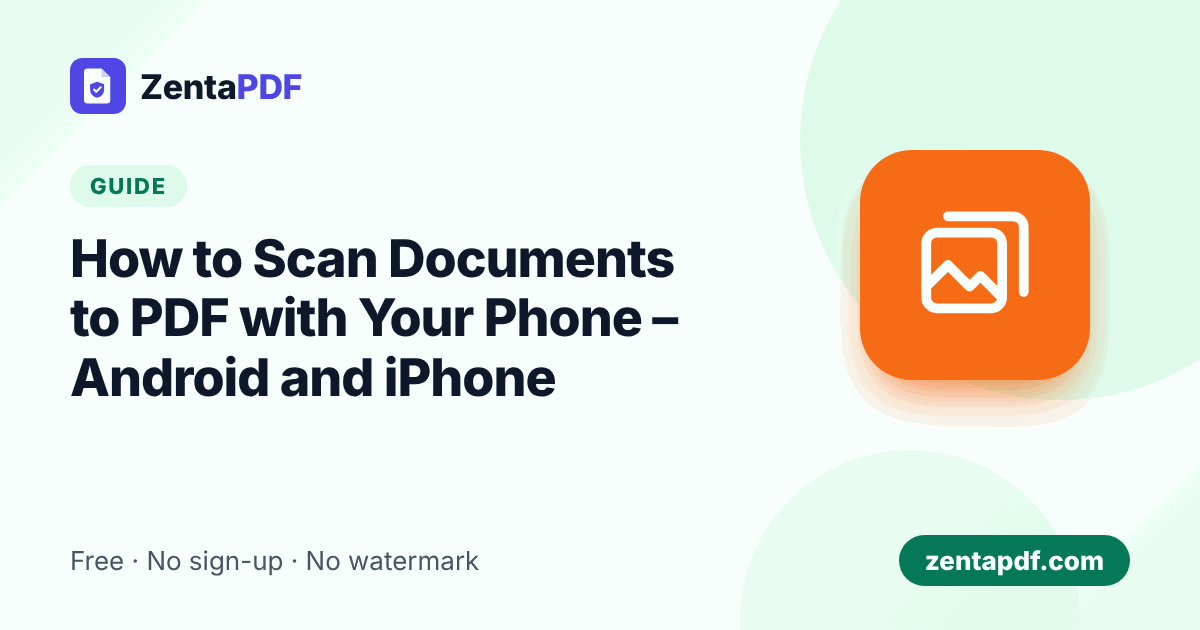 ZentaPDF
GUIDE
How to Scan Documents
to PDF with Your Phone –
Android and iPhone
Free · No sign-up · No watermark
zentapdf.com